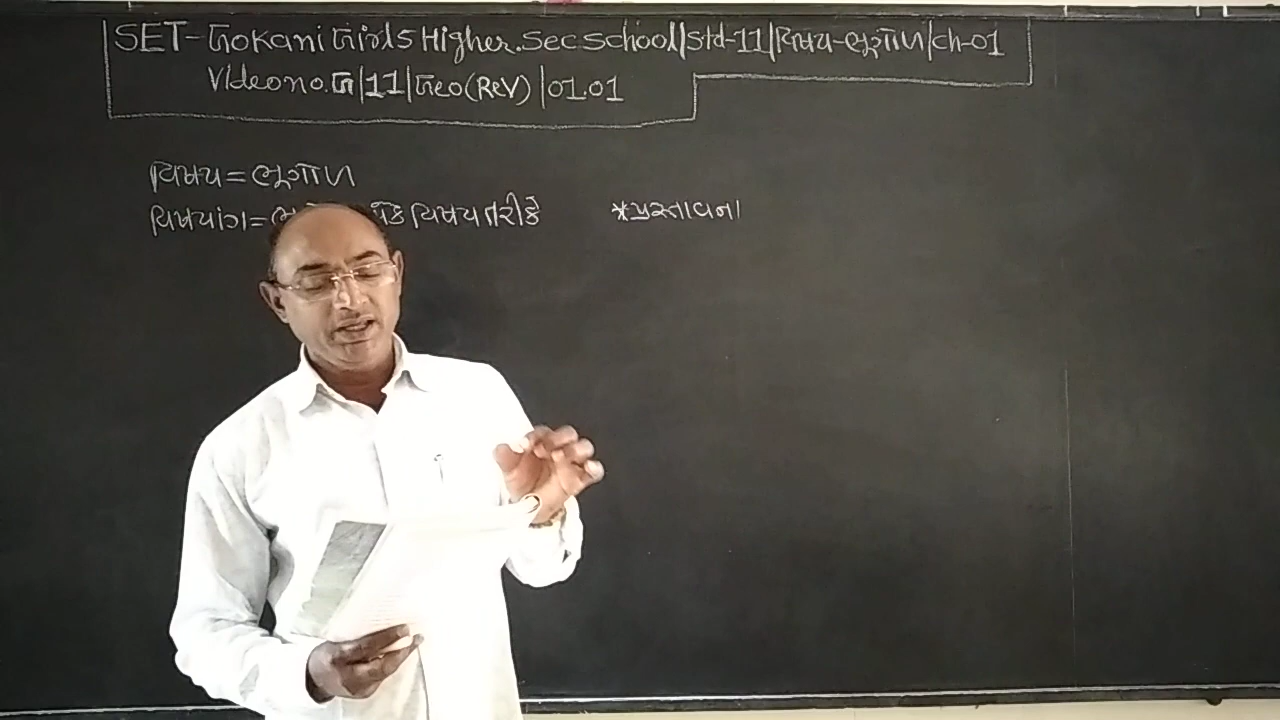 SET-Gokani Girls Higher.Sec School|Std-11|વિષય-ભૂગોળ|ch-01
Video no.G|11|Geo(Rev)|01.01
વિષય=ભૂગોળ
વિષયાંગ= વિષય તરીકે *પ્રસ્તાવના